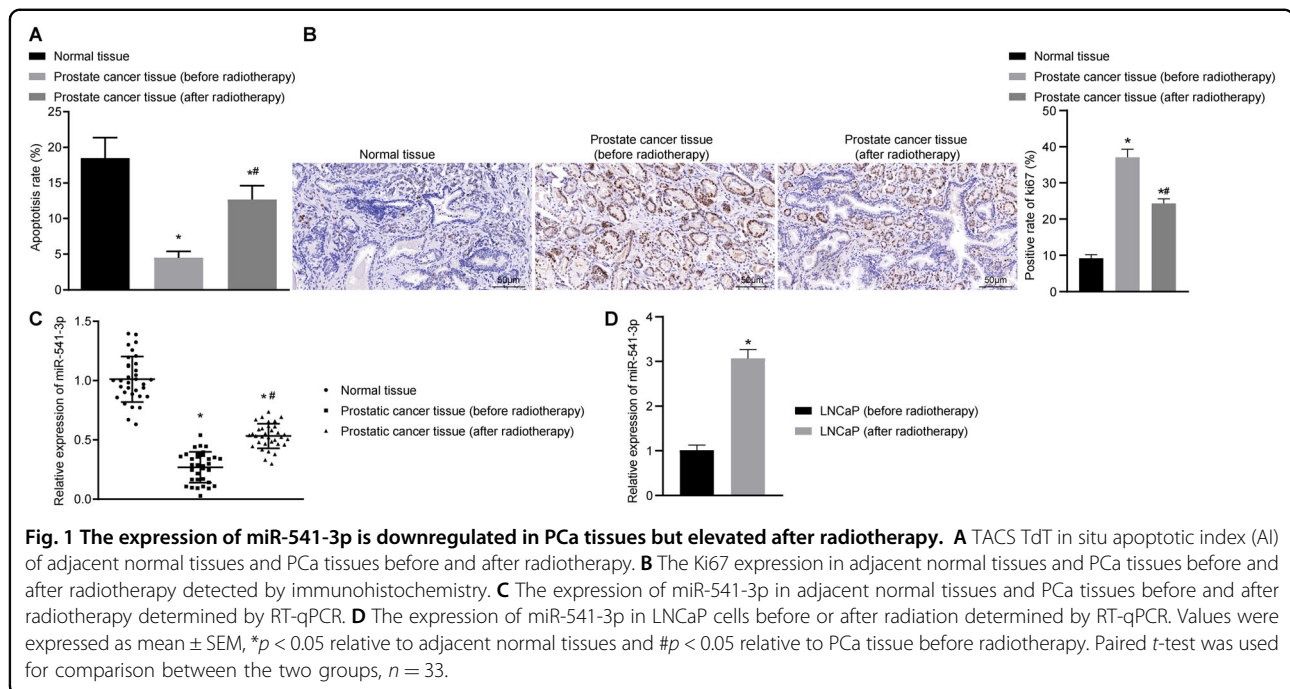 A
Normal tissue
Prostate cancer tissue (before radiotherapy)
Prostate cancer tissue (after radiotherapy)
Apoptotisis rate (%)
25
20
15
10
5
0
*
*#
B
Normal tissue
Prostate cancer tissue
(before radiotherapy)
Prostate cancer tissue
(after radiotherapy)
50μm
50μm
50μm
Normal tissue
Prostate cancer tissue (before radiotherapy)
Prostate cancer tissue (after radiotherapy)
Positive rate of ki67 (%)
50
40
30
20
10
0
*
*#
C
Relative expression of miR-541-3p
1.5
1.0
0.5
0.0
*
* #
Normal tissue
Prostatic cancer tissue (before radiotherapy)
Prostatic cancer tissue (after radiotherapy)
D
Relative expression of miR-541-3p
4
3
2
1
0
*
LNCaP (before radiotherapy)
LNCaP (after radiotherapy)
Fig. 1 The expression of miR-541-3p is downregulated in PCa tissues but elevated after radiotherapy. A TACS TdT in situ apoptotic index (AI)
of adjacent normal tissues and PCa tissues before and after radiotherapy. B The Ki67 expression in adjacent normal tissues and PCa tissues before and
after radiotherapy detected by immunohistochemistry. C The expression of miR-541-3p in adjacent normal tissues and PCa tissues before and after
radiotherapy determined by RT-qPCR. D The expression of miR-541-3p in LNCaP cells before or after radiation determined by RT-qPCR. Values were
expressed as mean ± SEM, *p < 0.05 relative to adjacent normal tissues and #p < 0.05 relative to PCa tissue before radiotherapy. Paired t-test was used
for comparison between the two groups, n = 33.